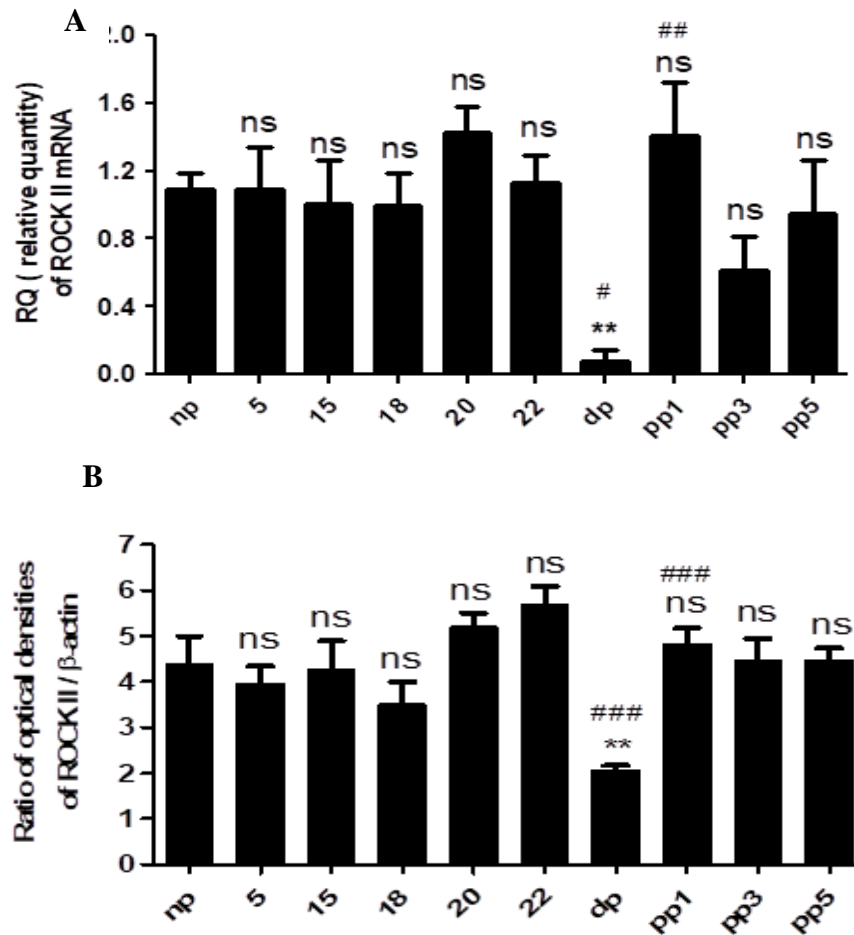 A
.0
##
ns
ns
ns
ns
ns
ns
ns
ns
#
**
1.6
1.2
0.8
0.4
0.0
RQ ( relative quantity)
of ROCK II mRNA
np 5 15 18 20 22 dp pp1 pp3 pp5
B
7
6
5
4
3
2
1
0
ns
ns
ns
ns
ns
###
**
###
ns
ns
ns
Ratio of optical densities
of ROCK II / β-actin
np 5 15 18 20 22 dp pp1 pp3 pp5